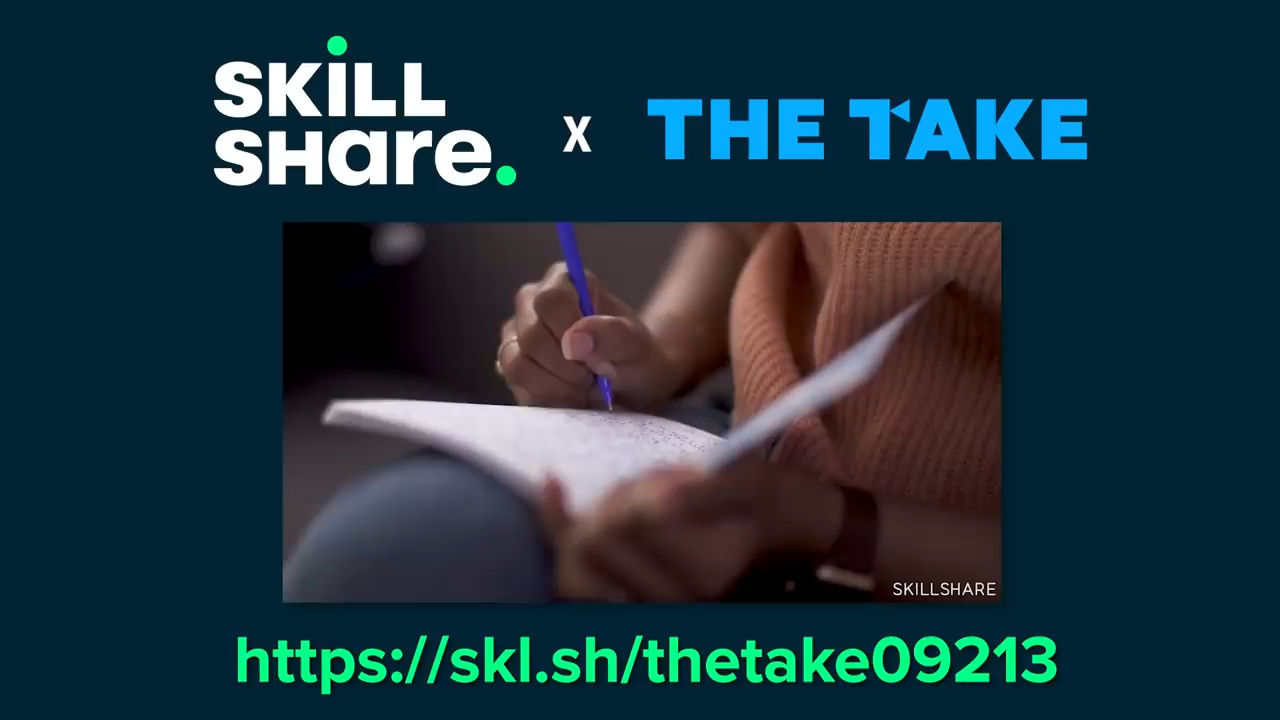 SKiLL
SHare.
x
THE TAKE
SKILLSHARE
https://skl.sh/thetake09213